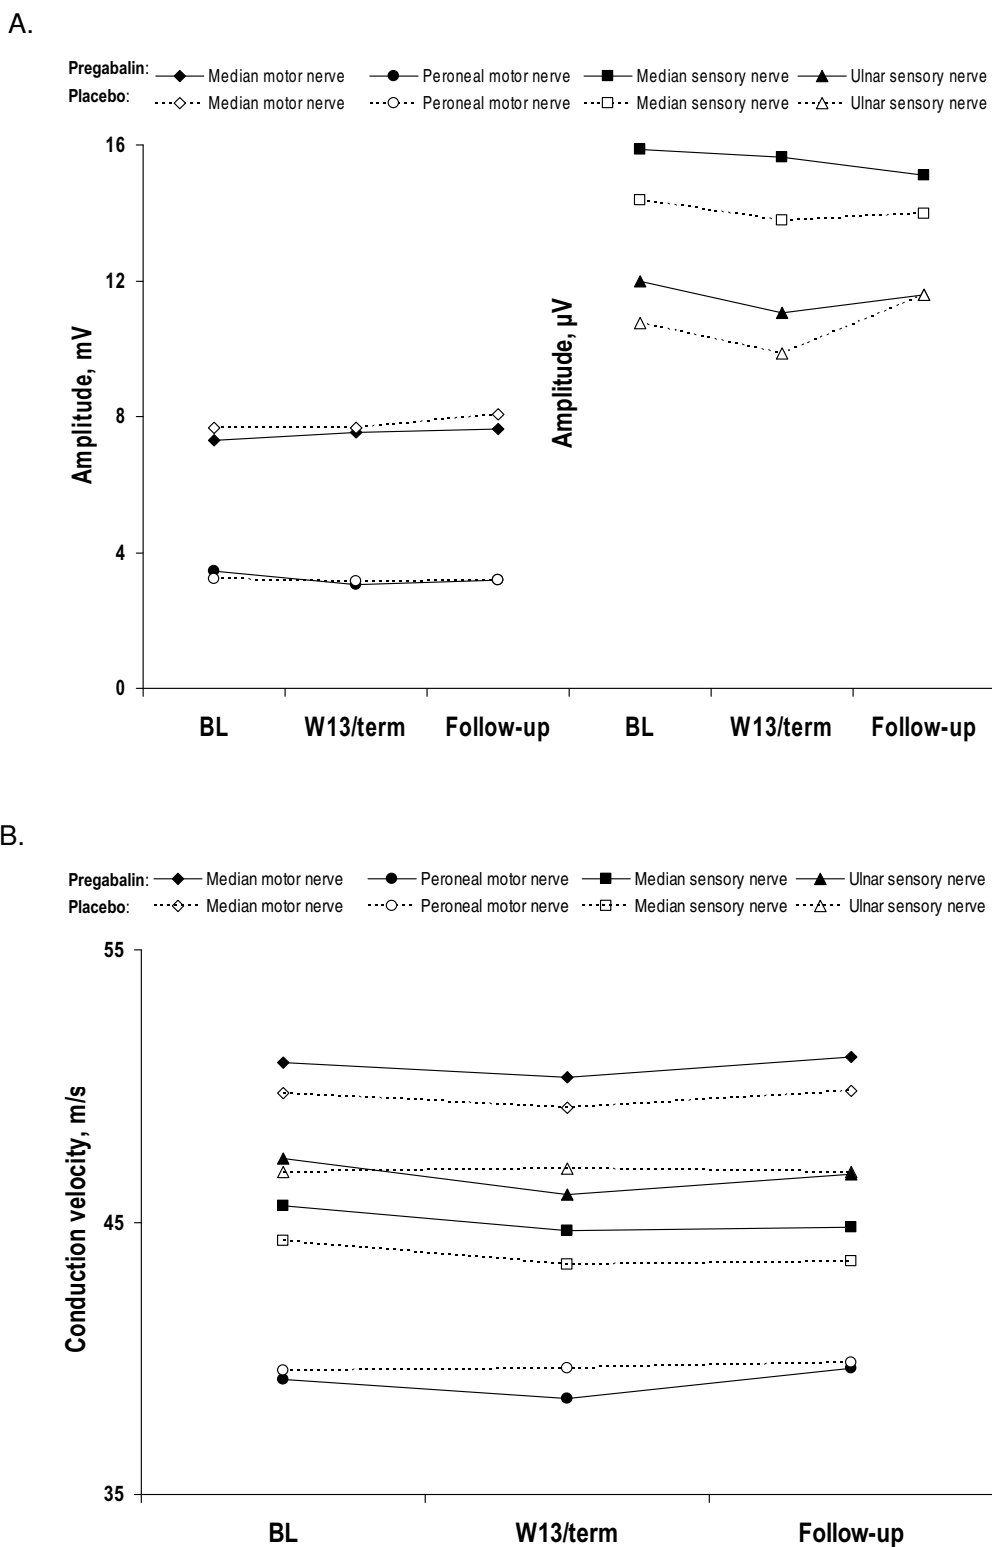 A.
Pregabalin: Median motor nerve Peroneal motor nerve Median sensory nerve Ulnar sensory nerve
Placebo: Median motor nerve Peroneal motor nerve Median sensory nerve Ulnar sensory nerve
16
12
8
4
0
Amplitude, mV
Amplitude, µV
BL W13/term Follow-up BL W13/term Follow-up
B.
Pregabalin: Median motor nerve Peroneal motor nerve Median sensory nerve Ulnar sensory nerve
Placebo: Median motor nerve Peroneal motor nerve Median sensory nerve Ulnar sensory nerve
55
45
35
Conduction velocity, m/s
BL W13/term Follow-up